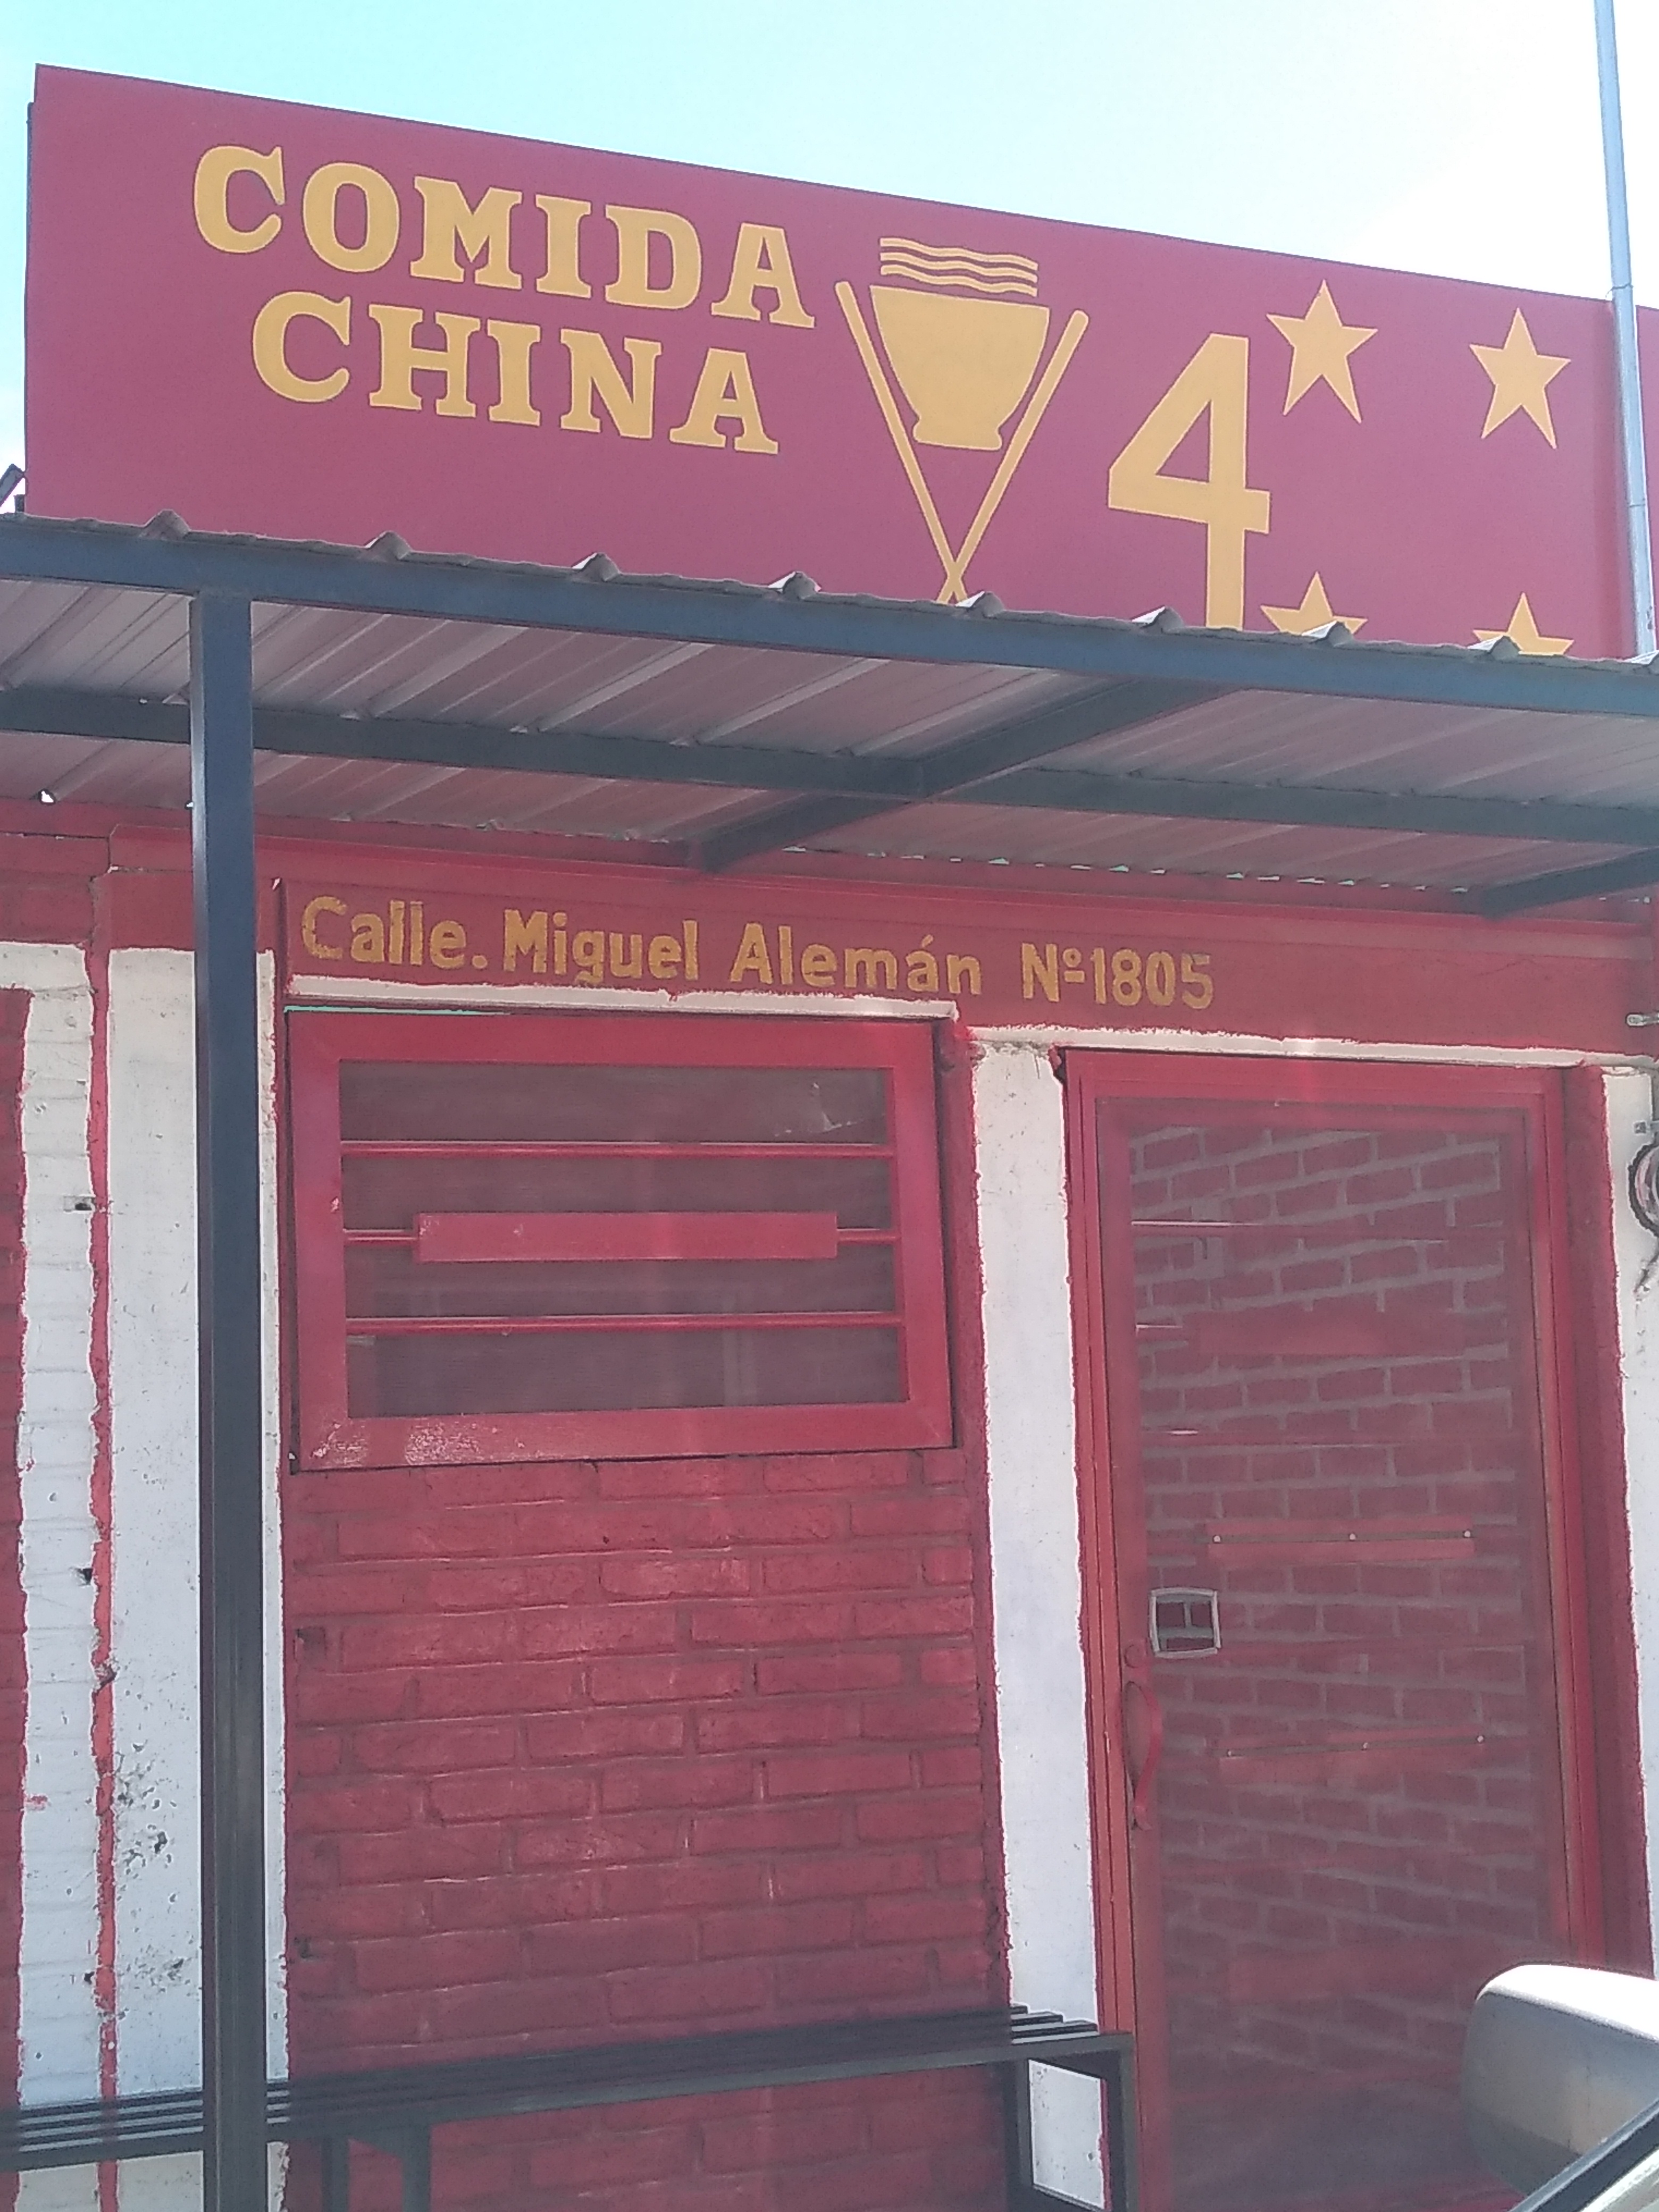 COMIDA
CHINA
4
Calle. Miguel Alemán Nº1805